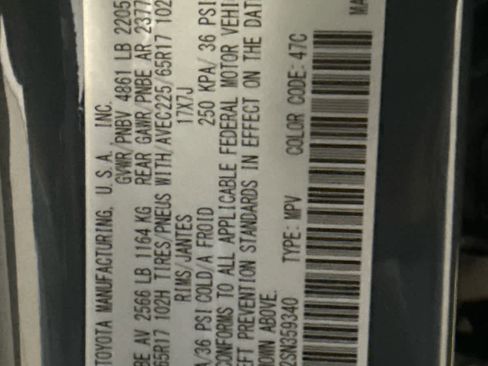 TOYOTA MANUFACTURING, U.S.A. INC.
GVWR/PNBV 4861 LB 2205
BE AV 2566 LB 1164 KG REAR GAWR/PNBE AR 2377
65R17 102H TIRES/PNEUS WITH/AVEC225/65R17 102
RIMS/JANTES 17X7J
A/36 PSI COLD/A FROID 250 KPA/ 36 PSI
CONFORMS TO ALL APPLICABLE FEDERAL MOTOR VEHI
EFT PREVENTION STANDARDS IN EFFECT ON THE DAT
OWN ABOVE.
2SN359340 TYPE: MPV COLOR CODE: 47C
MA